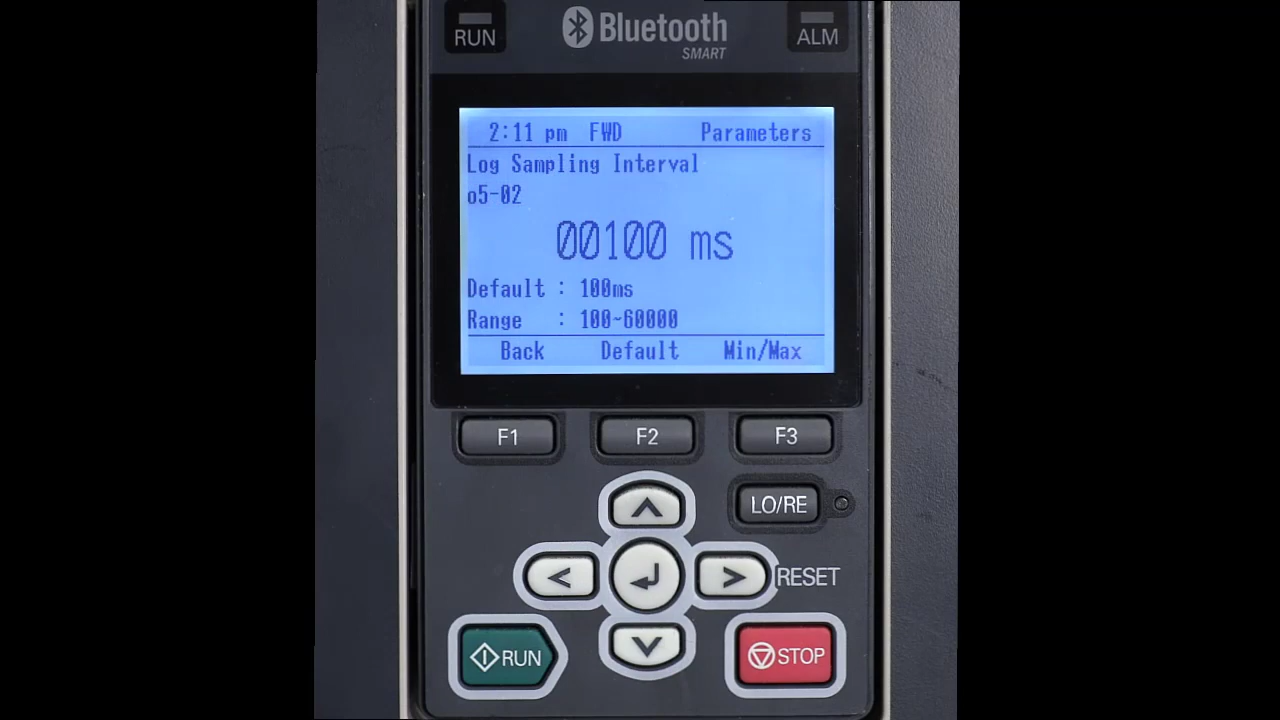 RUN
Bluetooth
SMART
ALM
2:11 pm FWD Parameters
Log Sampling Interval
o5-02
00100 ms
Default : 100ms
Range : 100~60000
Back Default Min/Max
F1 F2 F3
LO/RE
RESET
RUN
STOP